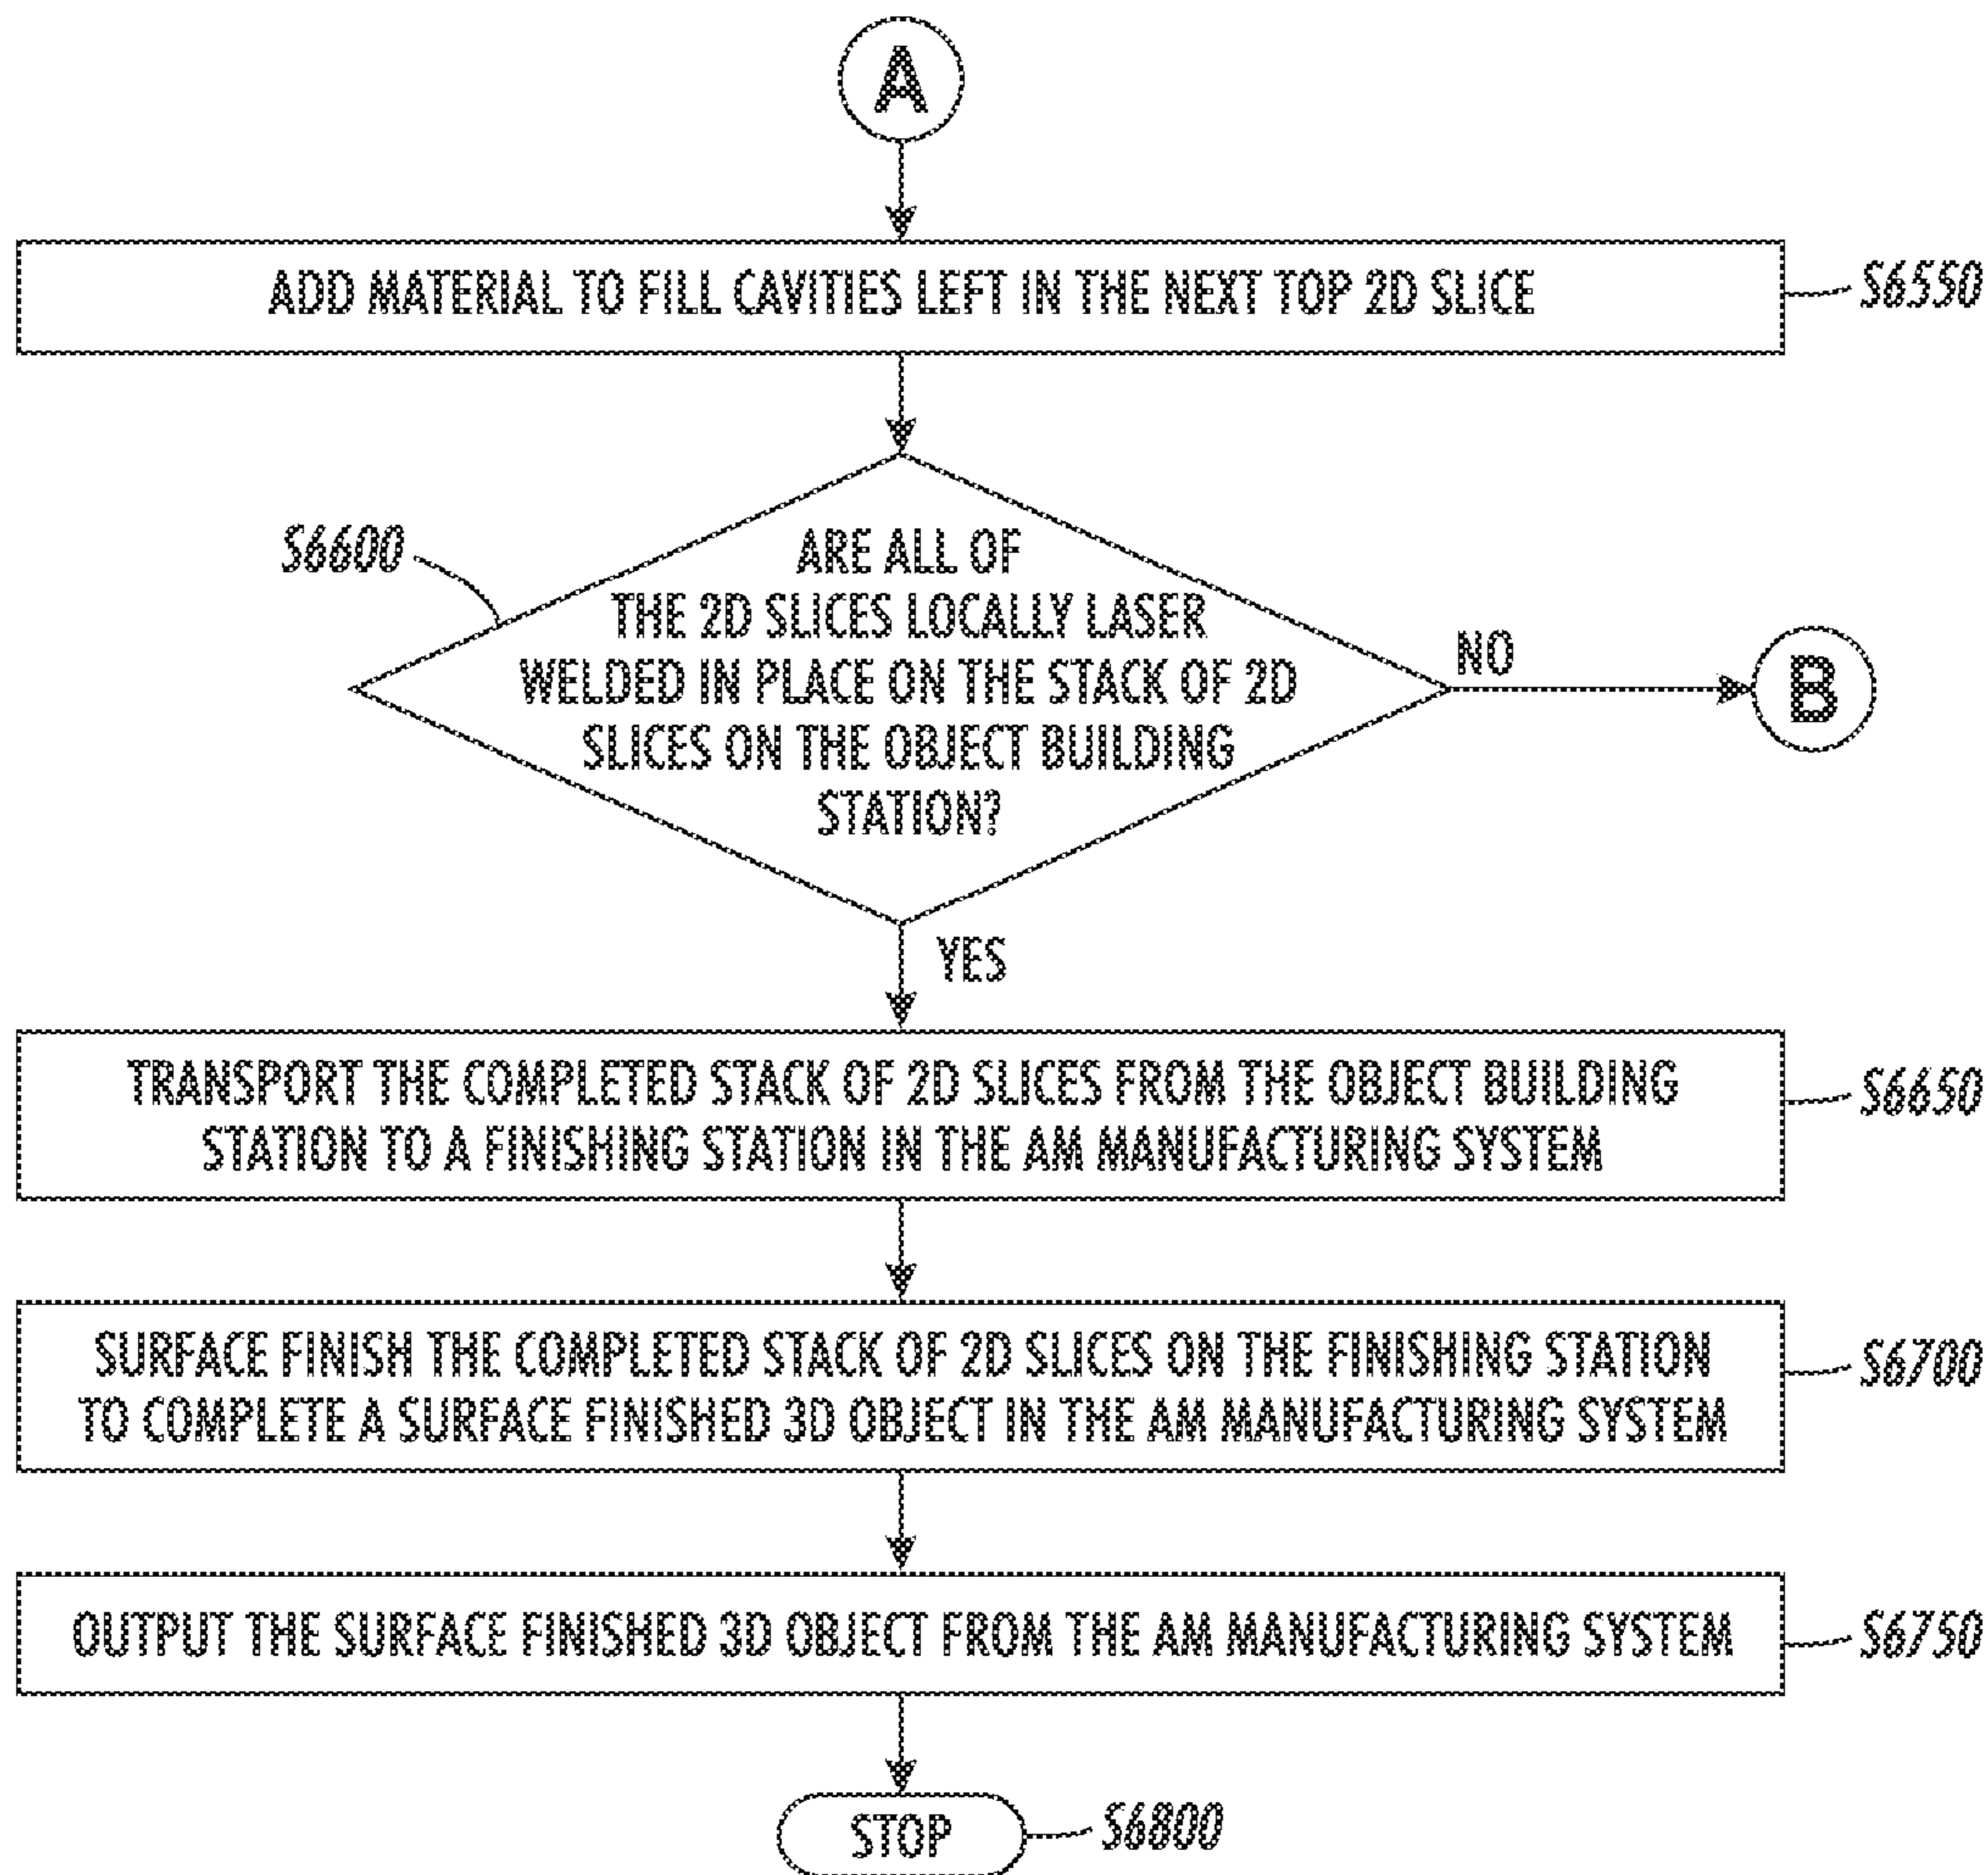 A
ADD MATERIAL TO FILL CAVITIES LEFT IN THE NEXT TOP 2D SLICE
S6550
S6600
ARE ALL OF
THE 2D SLICES LOCALLY LASER
WELDED IN PLACE ON THE STACK OF 2D
SLICES ON THE OBJECT BUILDING
STATION?
NO
B
YES
TRANSPORT THE COMPLETED STACK OF 2D SLICES FROM THE OBJECT BUILDING
STATION TO A FINISHING STATION IN THE AM MANUFACTURING SYSTEM
S6650
SURFACE FINISH THE COMPLETED STACK OF 2D SLICES ON THE FINISHING STATION
TO COMPLETE A SURFACE FINISHED 3D OBJECT IN THE AM MANUFACTURING SYSTEM
S6700
OUTPUT THE SURFACE FINISHED 3D OBJECT FROM THE AM MANUFACTURING SYSTEM
S6750
STOP
S6800